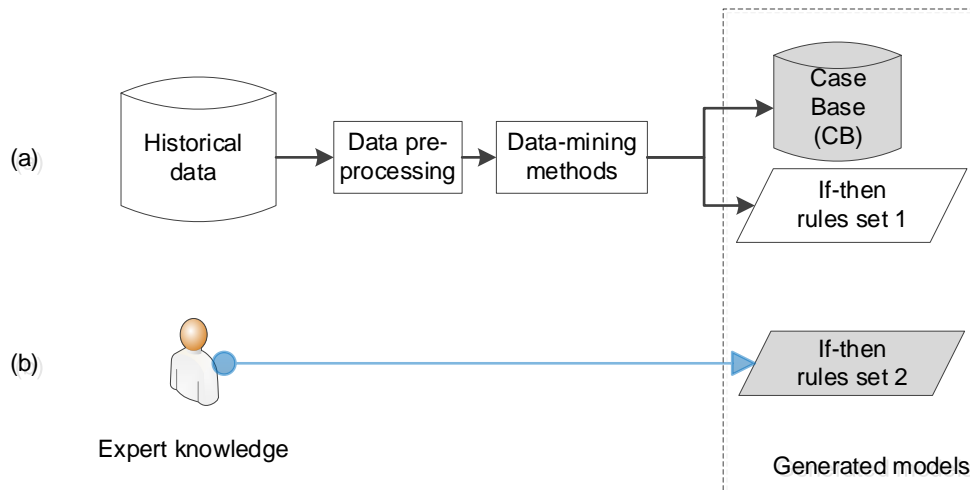 (a)
Historical
data
Data pre-
processing
Data-mining
methods
Case
Base
(CB)
If-then
rules set 1
(b)
Expert knowledge
If-then
rules set 2
Generated models